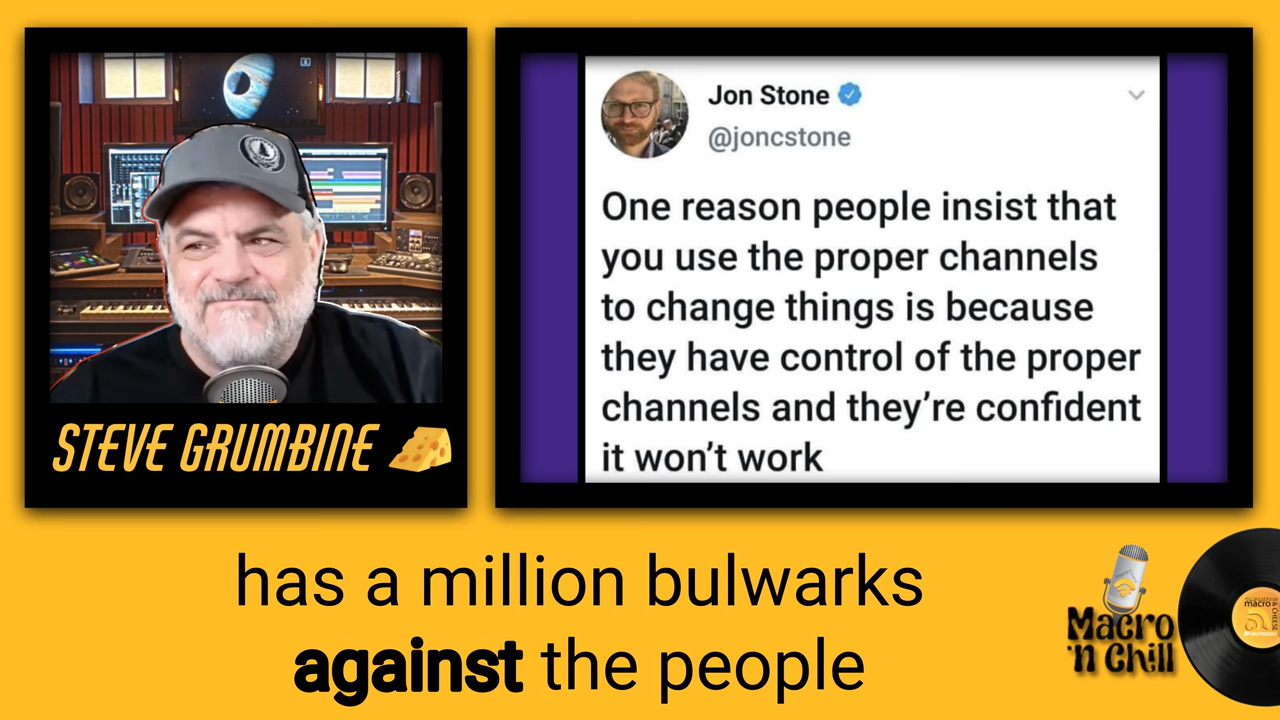 STEVE GRUMBINE
Jon Stone
@joncstone
One reason people insist that
you use the proper channels
to change things is because
they have control of the proper
channels and they're confident
it won't work
has a million bulwarks
against the people
Macro
'N Chill
macro